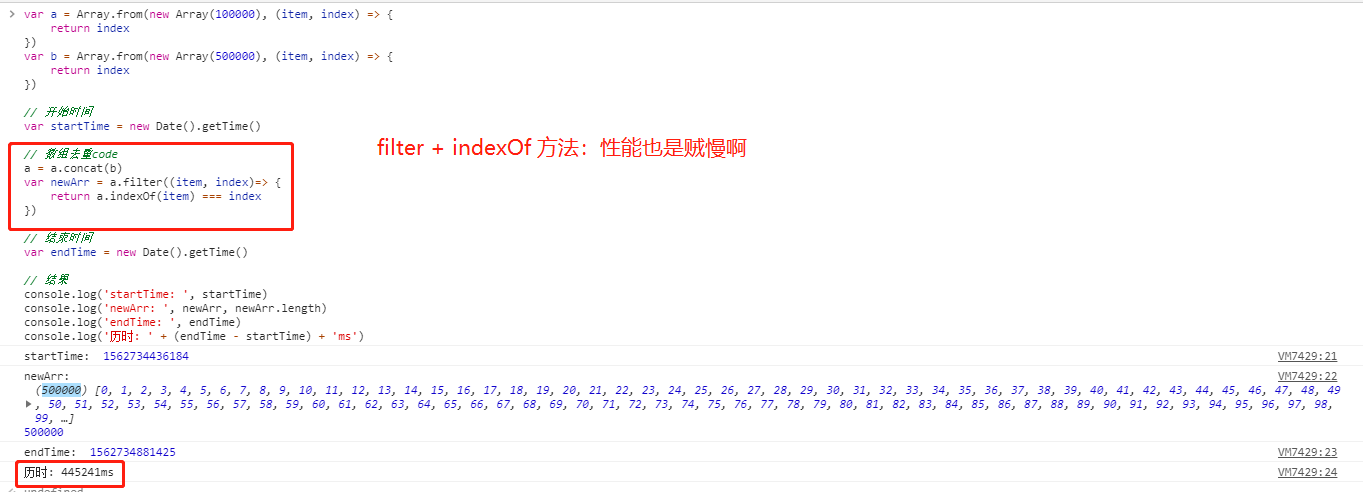 var a = Array.from(new Array(100000), (item, index) => {
    return index
})
var b = Array.from(new Array(500000), (item, index) => {
    return index
})
// 开始时间
var startTime = new Date().getTime()
filter + indexOf 方法：性能也是贼慢啊
// 数组去重code
a = a.concat(b)
var newArr = a.filter((item, index)=> {
    return a.indexOf(item) === index
})
// 结束时间
var endTime = new Date().getTime()
// 结果
console.log('startTime: ', startTime)
console.log('newArr: ', newArr, newArr.length)
console.log('endTime: ', endTime)
console.log('历时: ' + (endTime - startTime) + 'ms')
startTime:  1562734436184 VM7429:21
newArr: VM7429:22
(500000) [0, 1, 2, 3, 4, 5, 6, 7, 8, 9, 10, 11, 12, 13, 14, 15, 16, 17, 18, 19, 20, 21, 22, 23, 24, 25, 26, 27, 28, 29, 30, 31, 32, 33, 34, 35, 36, 37, 38, 39, 40, 41, 42, 43, 44, 45, 46, 47, 48, 49
, 50, 51, 52, 53, 54, 55, 56, 57, 58, 59, 60, 61, 62, 63, 64, 65, 66, 67, 68, 69, 70, 71, 72, 73, 74, 75, 76, 77, 78, 79, 80, 81, 82, 83, 84, 85, 86, 87, 88, 89, 90, 91, 92, 93, 94, 95, 96, 97, 98,
99, …]
500000
endTime:  1562734881425 VM7429:23
历时: 445241ms VM7429:24
undefined